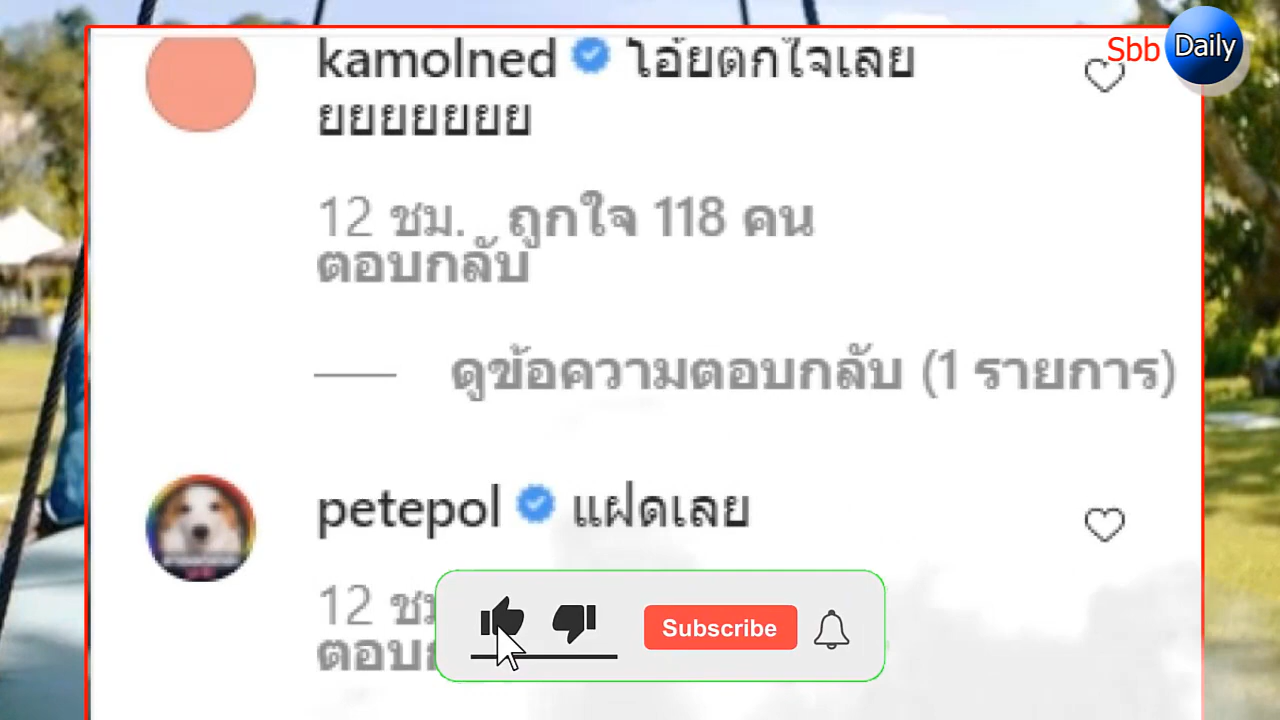 Sbb Daily
kamolned โอ้ยตกใจเลย
ยยยยยยย
12 ชม. ถูกใจ 118 คน
ตอบกลับ
ดูข้อความตอบกลับ (1 รายการ)
petepol แฝดเลย
12
Subscribe